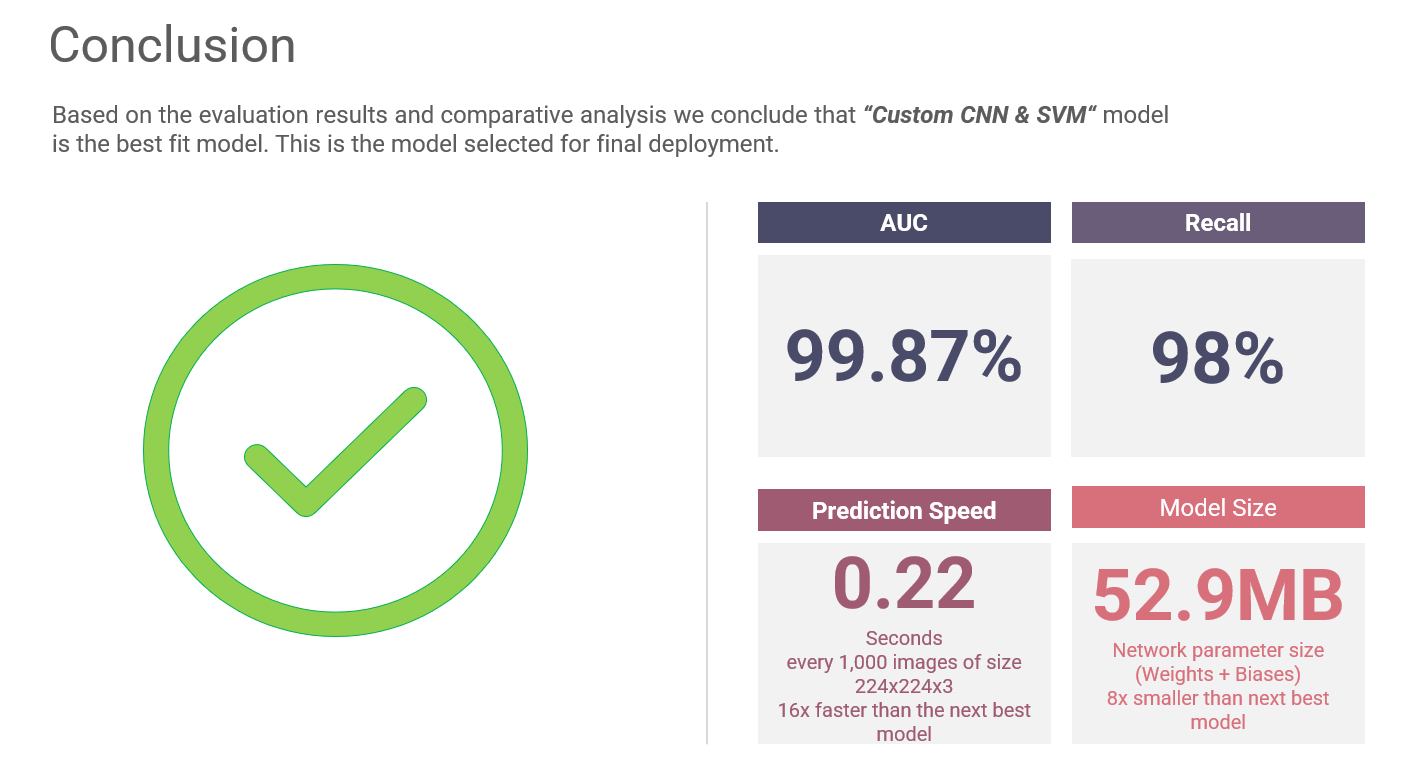 Conclusion
Based on the evaluation results and comparative analysis we conclude that “Custom CNN & SVM“ model
is the best fit model. This is the model selected for final deployment.
AUC
99.87%
Recall
98%
Prediction Speed
0.22
Seconds
every 1,000 images of size
224x224x3
16x faster than the next best
model
Model Size
52.9MB
Network parameter size
(Weights + Biases)
8x smaller than next best
model